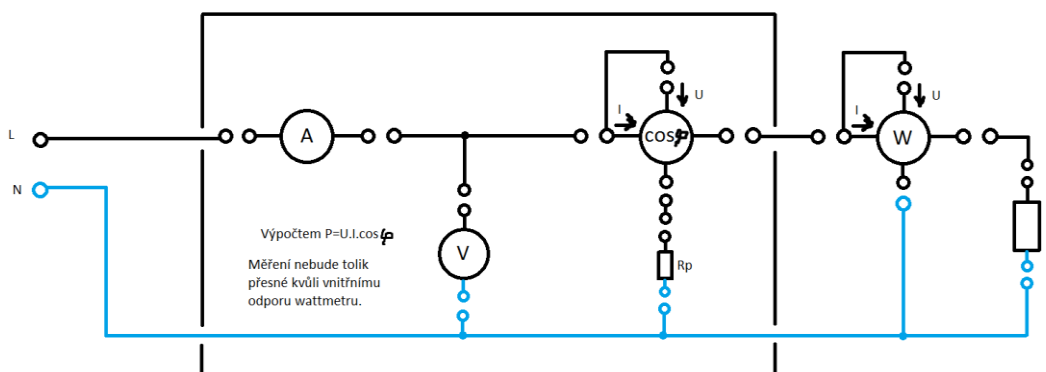 L
N
A
V
I
U
cosφ
Rp
I
U
W
Výpočtem P=U.I.cosφ
Měření nebude tolik
přesné kvůli vnitřnímu
odporu wattmetru.